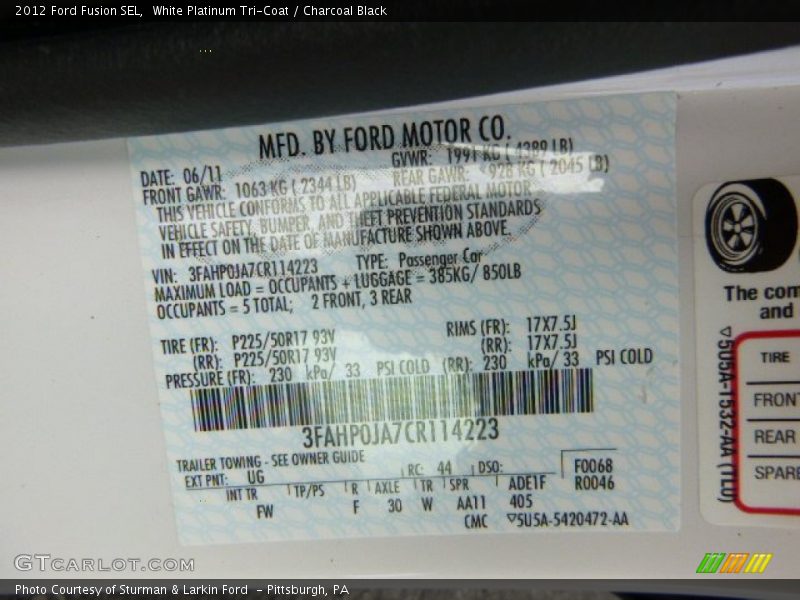 2012 Ford Fusion SEL, White Platinum Tri-Coat / Charcoal Black
MFD. BY FORD MOTOR CO.
DATE: 06/11 GVWR: 1991 KG ( 4389 LB)
FRONT GAWR: 1063 KG ( 2344 LB) REAR GAWR: 928 KG ( 2045 LB)
THIS VEHICLE CONFORMS TO ALL APPLICABLE FEDERAL MOTOR
VEHICLE SAFETY, BUMPER, AND THEFT PREVENTION STANDARDS
IN EFFECT ON THE DATE OF MANUFACTURE SHOWN ABOVE.
VIN: 3FAHP0JA7CR114223 TYPE: Passenger Car
MAXIMUM LOAD = OCCUPANTS + LUGGAGE = 385KG/ 850LB
OCCUPANTS = 5 TOTAL; 2 FRONT, 3 REAR
TIRE (FR): P225/50R17 93V RIMS (FR): 17X7.5J
(RR): P225/50R17 93V (RR): 17X7.5J
PRESSURE (FR): 230 kPa/ 33 PSI COLD (RR): 230 kPa/ 33 PSI COLD
3FAHP0JA7CR114223
TRAILER TOWING - SEE OWNER GUIDE
EXT PNT: UG RC: 44 DSO: F0068
INT TR TP/PS R AXLE TR SPR ADE1F R0046
FW F 30 W AA11 405
CMC ▽5U5A-5420472-AA
The com
and
TIRE
FRONT
REAR
SPARE
▽5U5A-1532-AA (TL0)
GTCARLOT.COM
Photo Courtesy of Sturman & Larkin Ford - Pittsburgh, PA